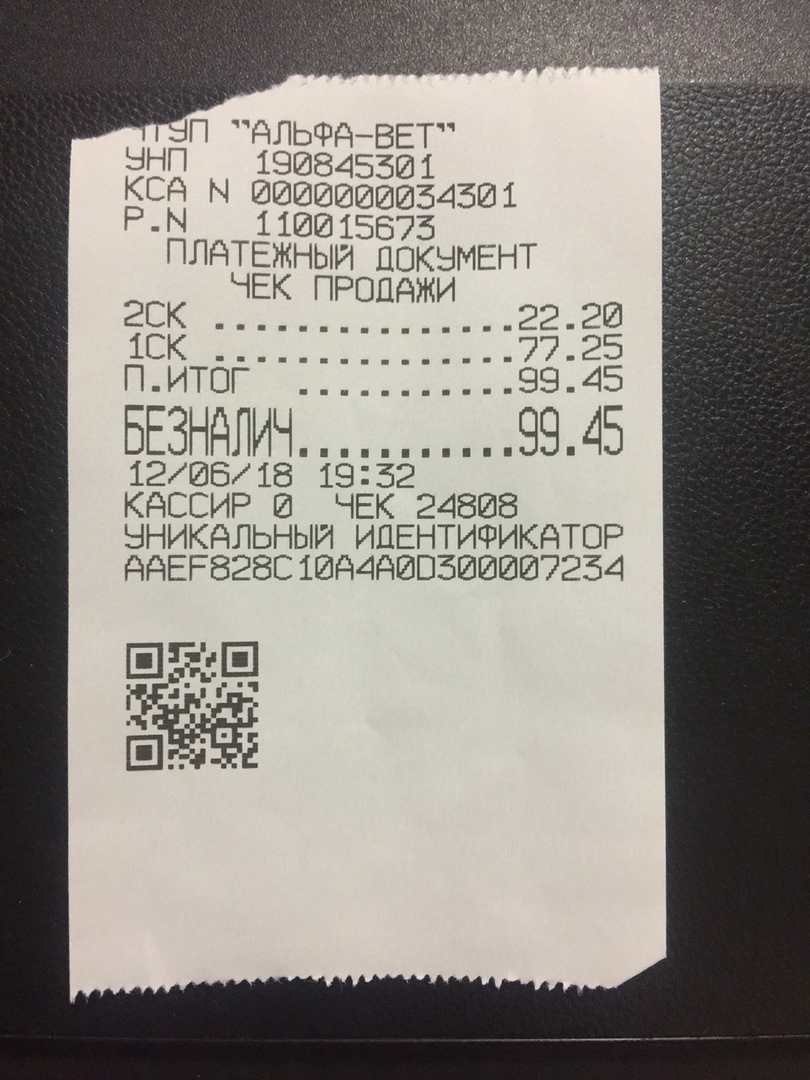 ЧТУП "АЛЬФА-ВЕТ"
УНП 190845301
КСА N 0000000034301
Р.N 110015673
ПЛАТЕЖНЫЙ ДОКУМЕНТ
ЧЕК ПРОДАЖИ
2СК ...............22.20
1СК ...............77.25
П.ИТОГ ...........99.45
БЕЗНАЛИЧ...........99.45
12/06/18 19:32
КАССИР 0 ЧЕК 24808
УНИКАЛЬНЫЙ ИДЕНТИФИКАТОР
AAEF828C10A4A0D300007234